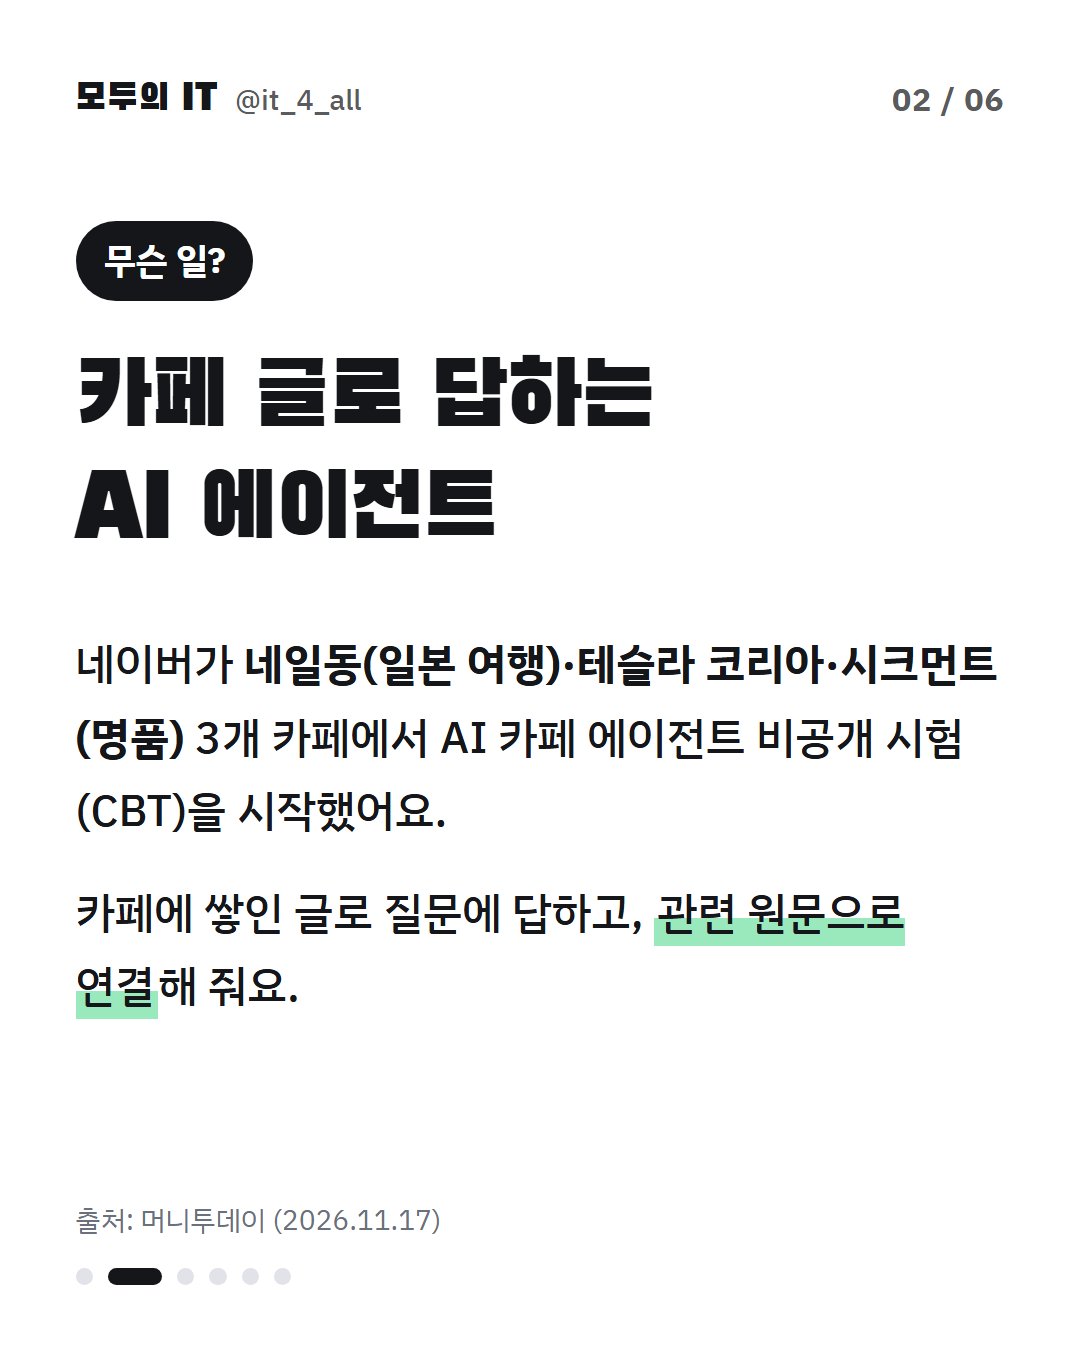 모두의 IT @it_4_all 02 / 06
무슨 일?
카페 글로 답하는
AI 에이전트
네이버가 네일동(일본 여행)·테슬라 코리아·시크먼트
(명품) 3개 카페에서 AI 카페 에이전트 비공개 시험
(CBT)을 시작했어요.
카페에 쌓인 글로 질문에 답하고, 관련 원문으로
연결해 줘요.
출처: 머니투데이 (2026.11.17)